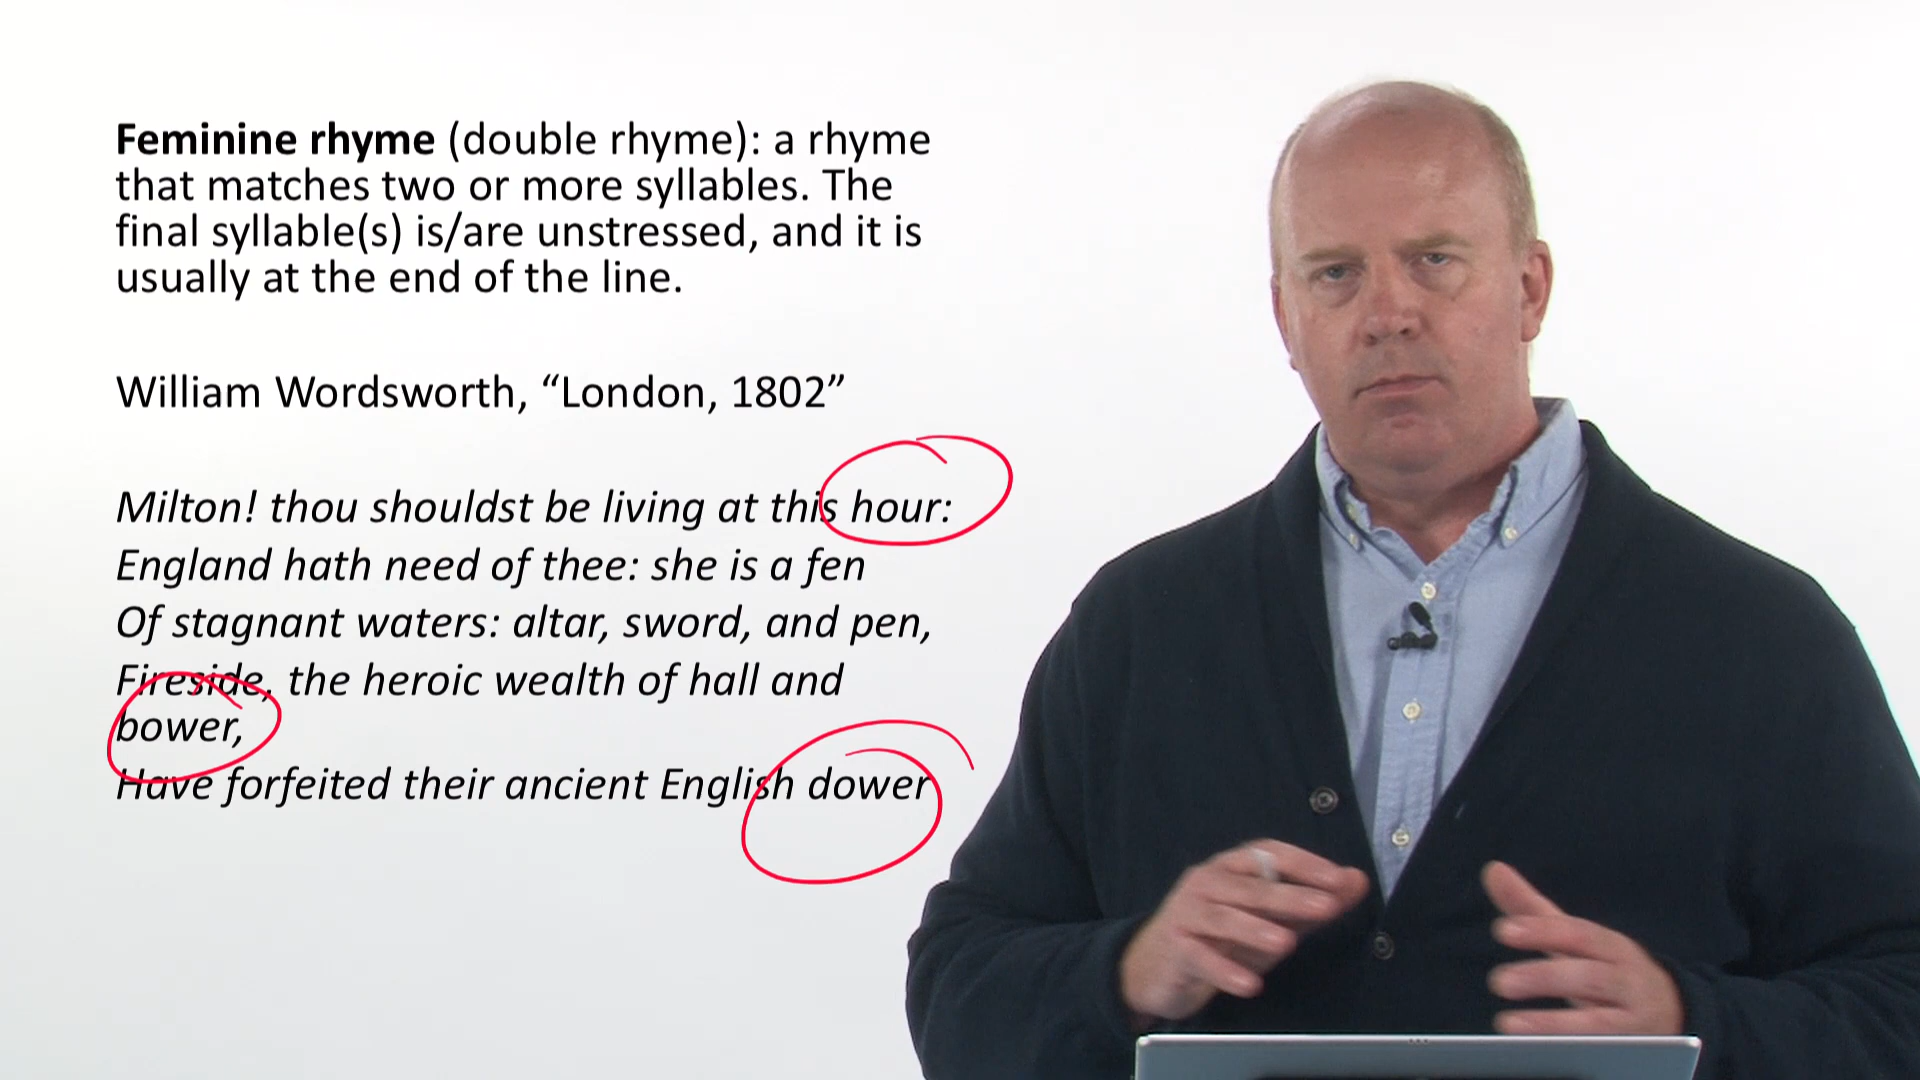 Feminine rhyme (double rhyme): a rhyme
that matches two or more syllables. The
final syllable(s) is/are unstressed, and it is
usually at the end of the line.
William Wordsworth, “London, 1802”
Milton! thou shouldst be living at this hour:
England hath need of thee: she is a fen
Of stagnant waters: altar, sword, and pen,
Fireside, the heroic wealth of hall and
bower,
Have forfeited their ancient English dower